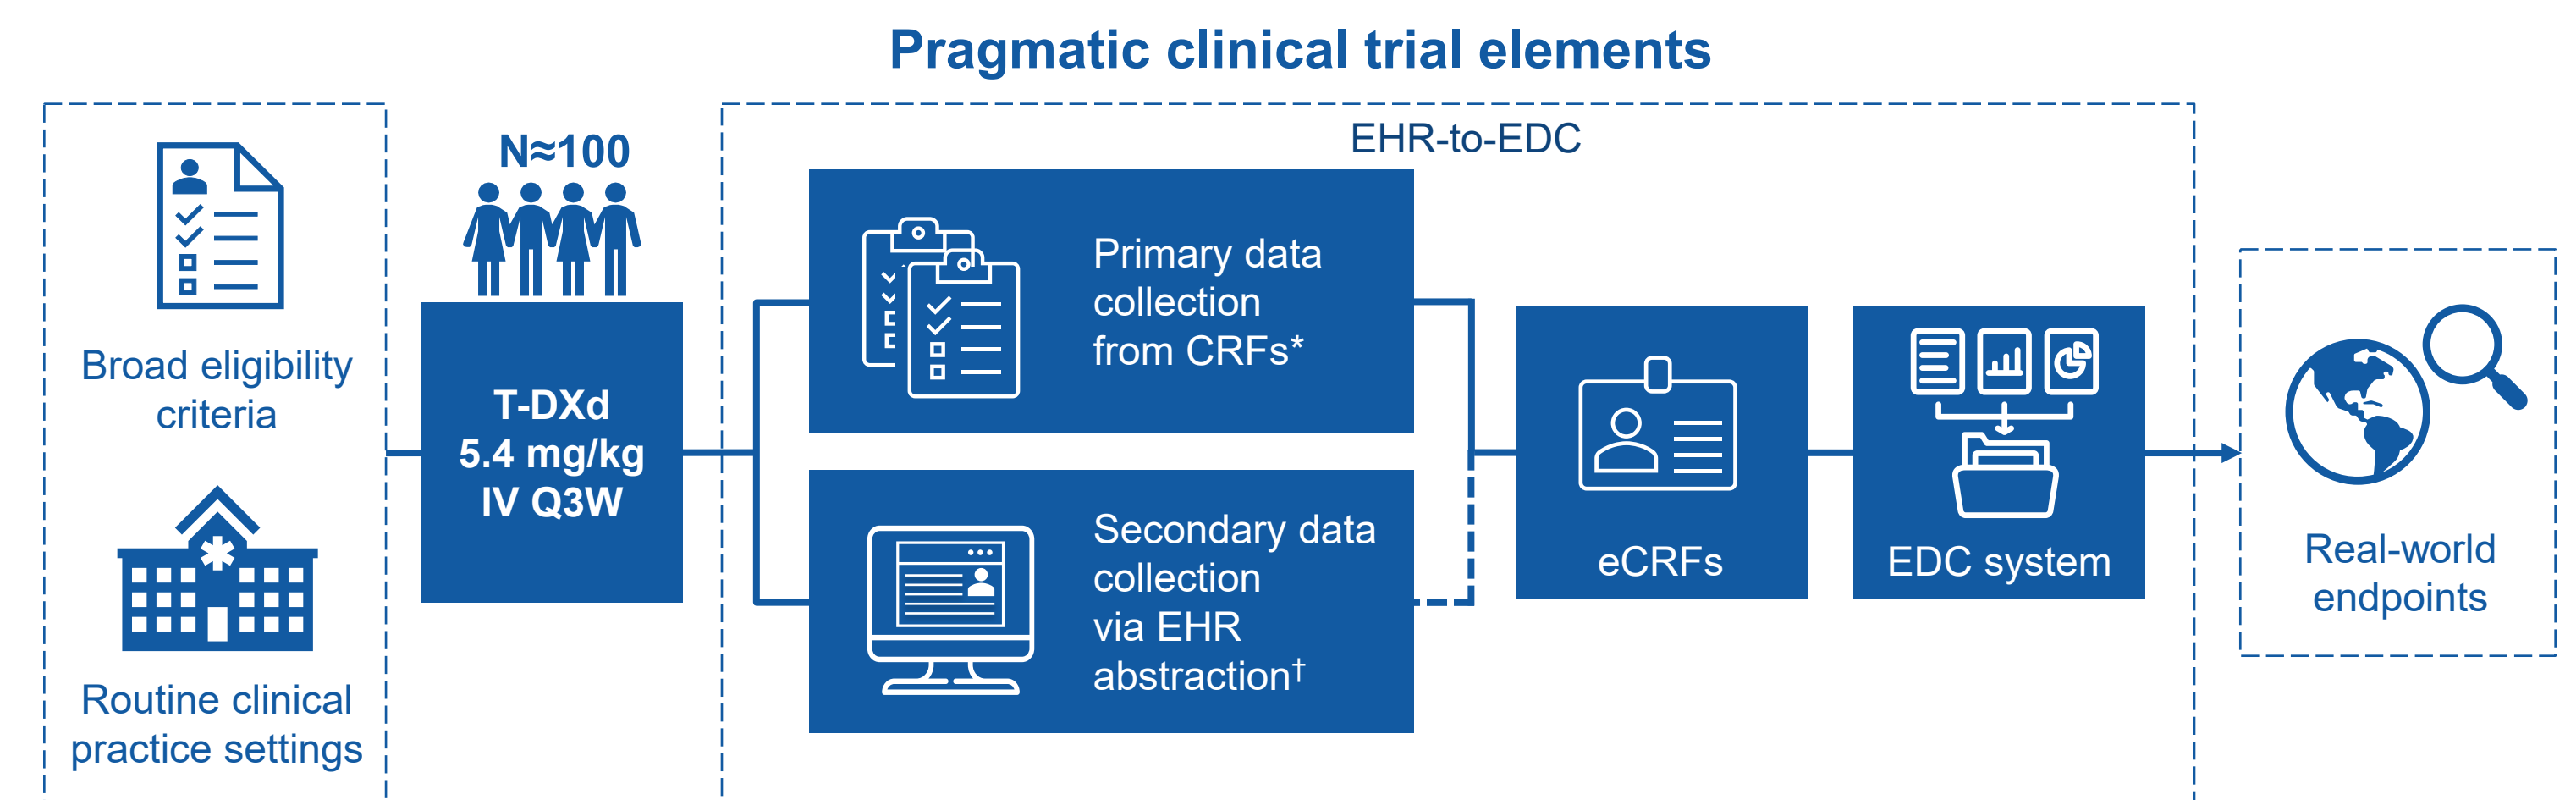 Pragmatic clinical trial elements
Broad eligibility
criteria
Routine clinical
practice settings
N≈100
T-DXd
5.4 mg/kg
IV Q3W
EHR-to-EDC
Primary data
collection
from CRFs*
Secondary data
collection
via EHR
abstraction†
eCRFs
EDC system
Real-world
endpoints